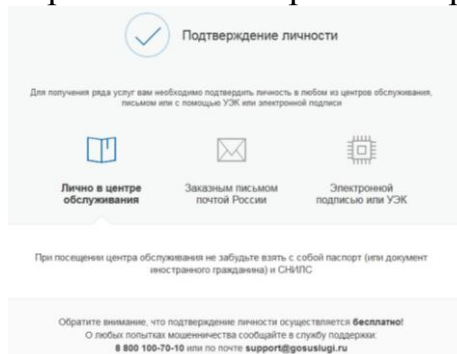 Подтверждение личности
Для получения ряда услуг вам необходимо подтвердить личность в любом из центров обслуживания,
письмом или с помощью УЭК или электронной подписи
Лично в центре
обслуживания
Заказным письмом
почтой России
Электронной
подписью или УЭК
При посещении центра обслуживания не забудьте взять с собой паспорт (или документ
иностранного гражданина) и СНИЛС
Обратите внимание, что подтверждение личности осуществляется бесплатно!
О любых попытках мошенничества сообщайте в службу поддержки:
8 800 100-70-10 или по почте support@gosuslugi.ru